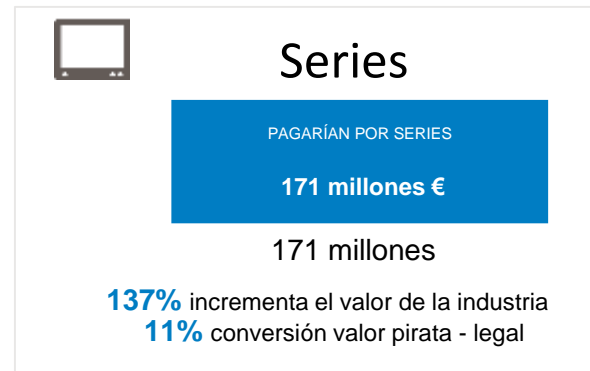 Series
PAGARÍAN POR SERIES
171 millones €
171 millones
137% incrementa el valor de la industria
11% conversión valor pirata - legal